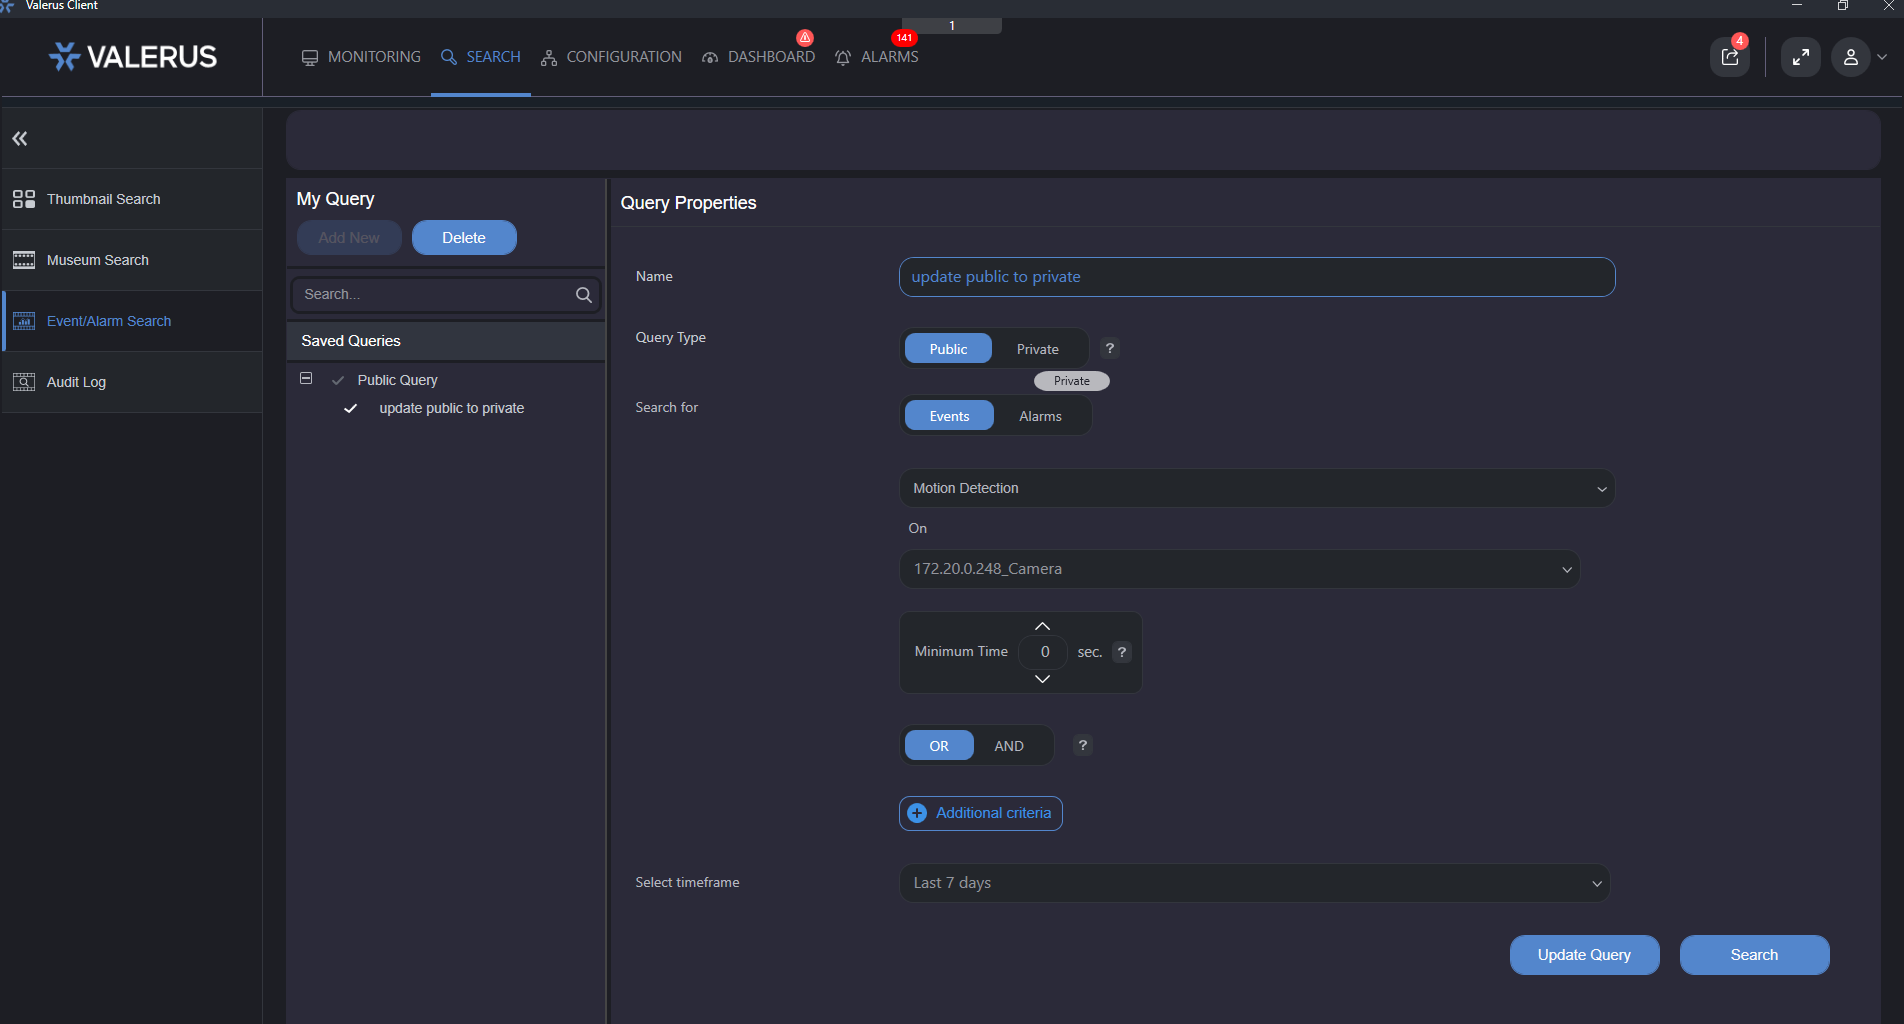 Valerus Client
1
VALERUS
MONITORING
SEARCH
CONFIGURATION
DASHBOARD
141
ALARMS
4
Thumbnail Search
Museum Search
Event/Alarm Search
Audit Log
My Query
Add New
Delete
Search...
Saved Queries
Public Query
update public to private
Query Properties
Name
update public to private
Query Type
Public
Private
?
Private
Search for
Events
Alarms
Motion Detection
On
172.20.0.248_Camera
Minimum Time
0
sec.
?
OR
AND
?
Additional criteria
Select timeframe
Last 7 days
Update Query
Search